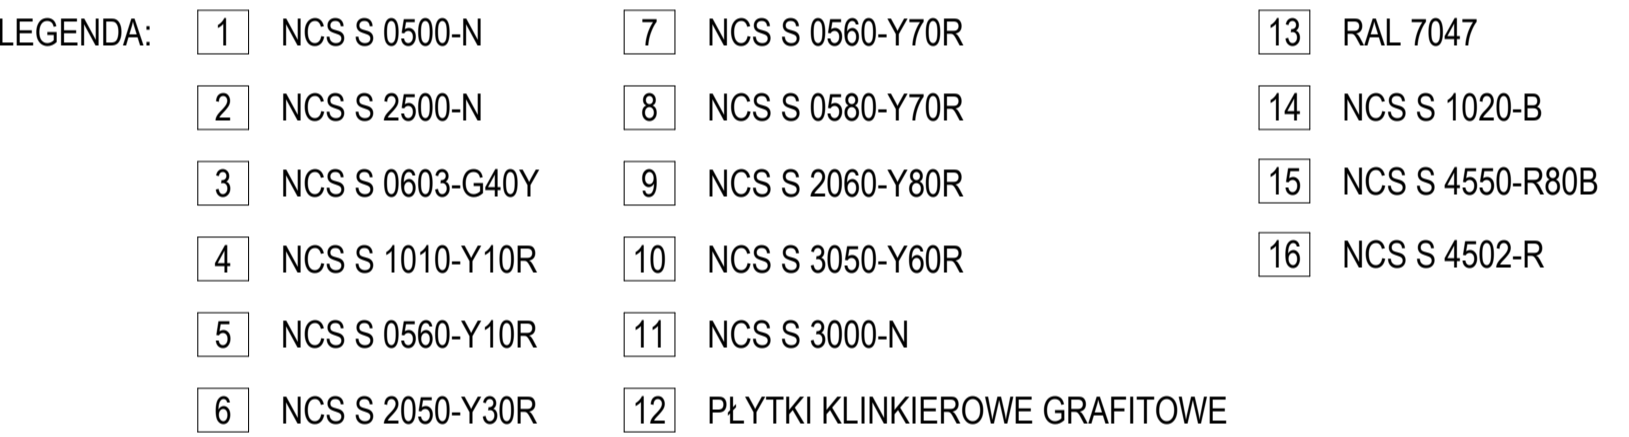 LEGENDA:
1 NCS S 0500-N
2 NCS S 2500-N
3 NCS S 0603-G40Y
4 NCS S 1010-Y10R
5 NCS S 0560-Y10R
6 NCS S 2050-Y30R
7 NCS S 0560-Y70R
8 NCS S 0580-Y70R
9 NCS S 2060-Y80R
10 NCS S 3050-Y60R
11 NCS S 3000-N
12 PŁYTKI KLINKIEROWE GRAFITOWE
13 RAL 7047
14 NCS S 1020-B
15 NCS S 4550-R80B
16 NCS S 4502-R